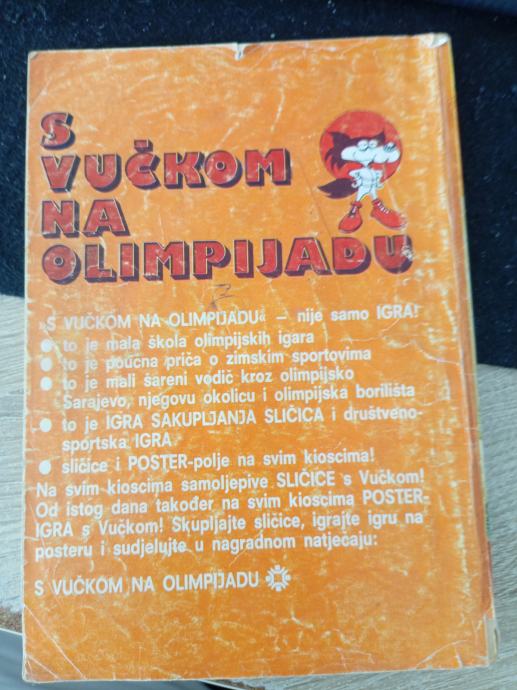 S
VUČKOM
NA
OLIMPIJADU
»S VUČKOM NA OLIMPIJADU« – nije samo IGRA!
● to je mala škola olimpijskih igara
● to je poučna priča o zimskim sportovima
● to je mali šareni vodič kroz olimpijsko
Sarajevo, njegovu okolicu i olimpijska borilišta
● to je IGRA SAKUPLJANJA SLIČICA i društveno-
sportska IGRA
● sličice i POSTER-polje na svim kioscima!
Na svim kioscima samoljepive SLIČICE s Vučkom!
Od istog dana također na svim kioscima POSTER-
IGRA s Vučkom! Skupljajte sličice, igrajte igru na
posteru i sudjelujte u nagradnom natječaju:
S VUČKOM NA OLIMPIJADU